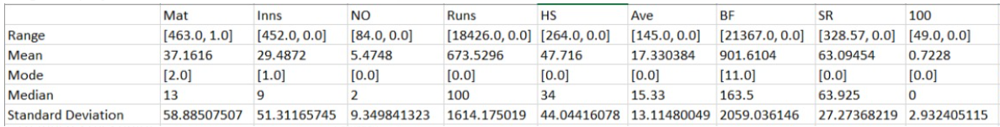 Mat Inns NO Runs HS Ave BF SR 100
Range [463.0, 1.0] [452.0, 0.0] [84.0, 0.0] [18426.0, 0.0] [264.0, 0.0] [145.0, 0.0] [21367.0, 0.0] [328.57, 0.0] [49.0, 0.0]
Mean 37.1616 29.4872 5.4748 673.5296 47.716 17.330384 901.6104 63.09454 0.7228
Mode [2.0] [1.0] [0.0] [0.0] [0.0] [0.0] [11.0] [0.0] [0.0]
Median 13 9 2 100 34 15.33 163.5 63.925 0
Standard Deviation 58.88507507 51.31165745 9.349841323 1614.175019 44.04416078 13.11480049 2059.036146 27.27368219 2.932405115